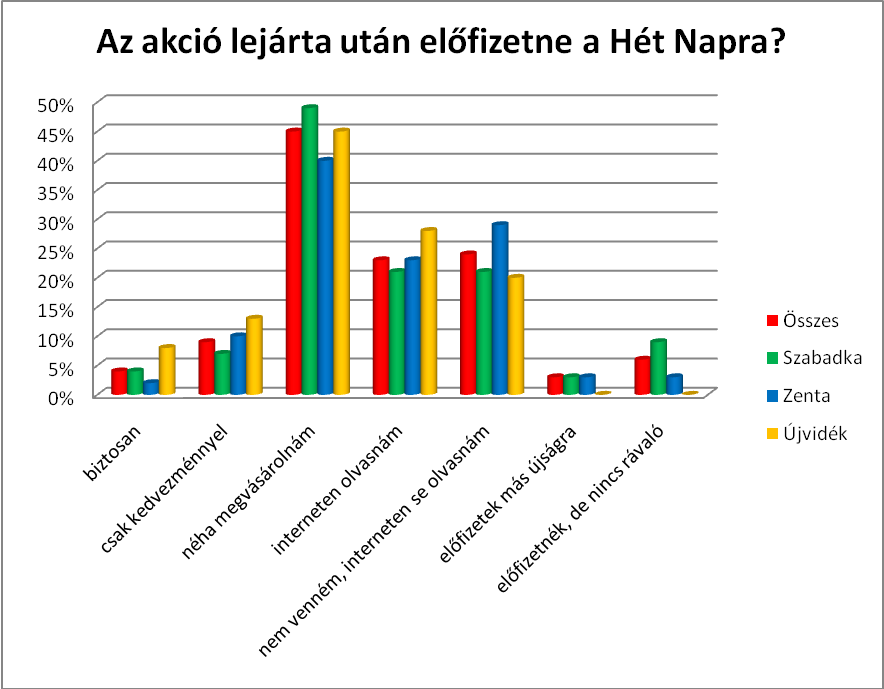 Az akció lejárta után előfizetne a Hét Napra?
50%
45%
40%
35%
30%
25%
20%
15%
10%
5%
0%
biztosan
csak kedvezménnyel
néha megvásárolnám
interneten olvasnám
nem venném, interneten se olvasnám
előfizetek más újságra
előfizetnék, de nincs rávaló
Összes
Szabadka
Zenta
Újvidék